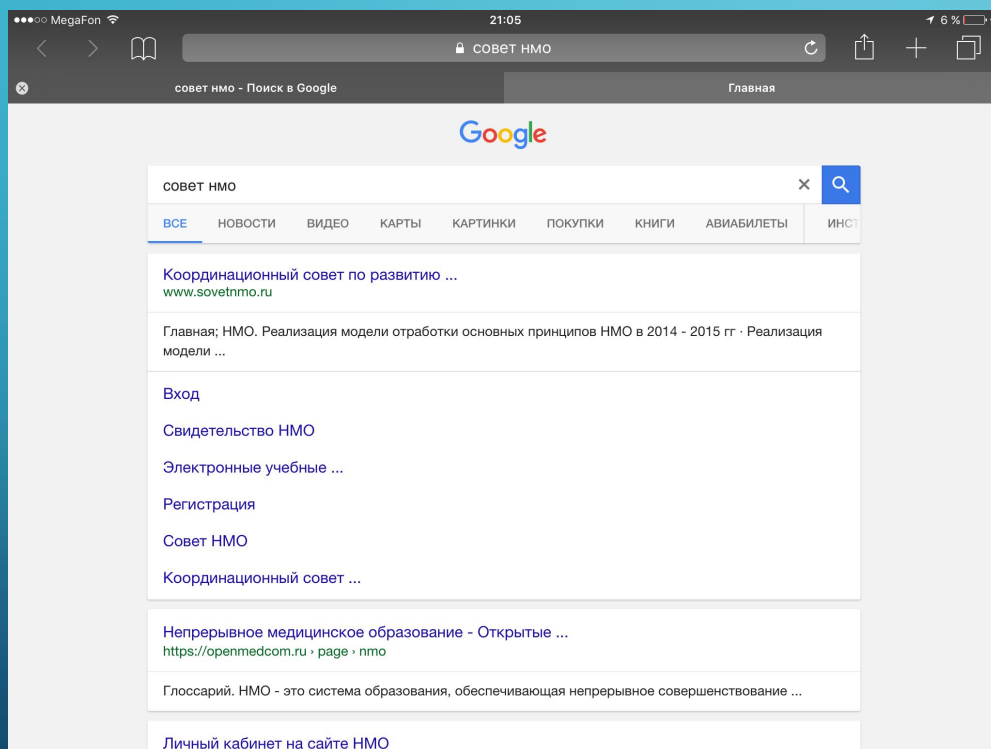 MegaFon 21:05 6 %
совет нмо
совет нмо - Поиск в Google Главная
Google
совет нмо
ВСЕ НОВОСТИ ВИДЕО КАРТЫ КАРТИНКИ ПОКУПКИ КНИГИ АВИАБИЛЕТЫ
Координационный совет по развитию ...
www.sovetnmo.ru
Главная; НМО. Реализация модели отработки основных принципов НМО в 2014 - 2015 гг · Реализация
модели ...
Вход
Свидетельство НМО
Электронные учебные ...
Регистрация
Совет НМО
Координационный совет ...
Непрерывное медицинское образование - Открытые ...
https://openmedcom.ru › page › nmo
Глоссарий. НМО - это система образования, обеспечивающая непрерывное совершенствование ...
Личный кабинет на сайте НМО